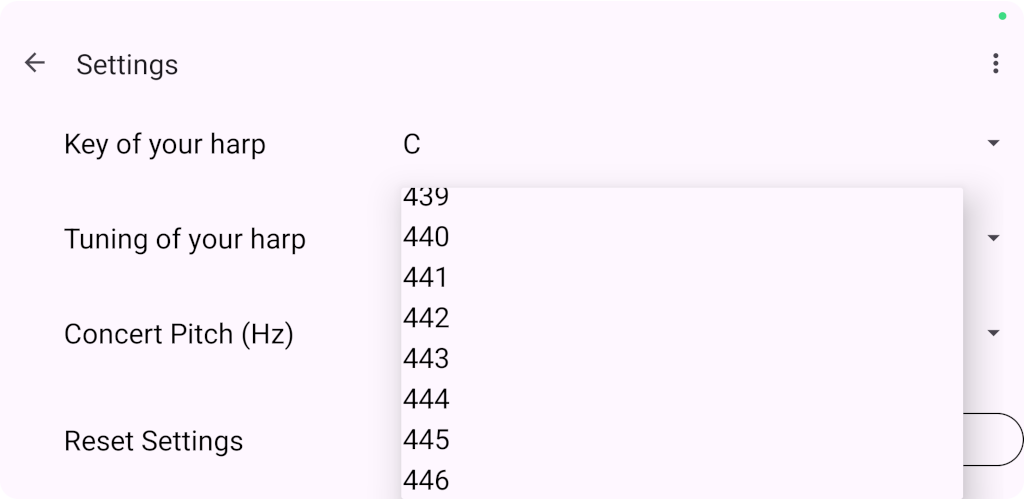 Settings
Key of your harp C
439
Tuning of your harp 440
441
442
Concert Pitch (Hz)
443
444
Reset Settings 445
446